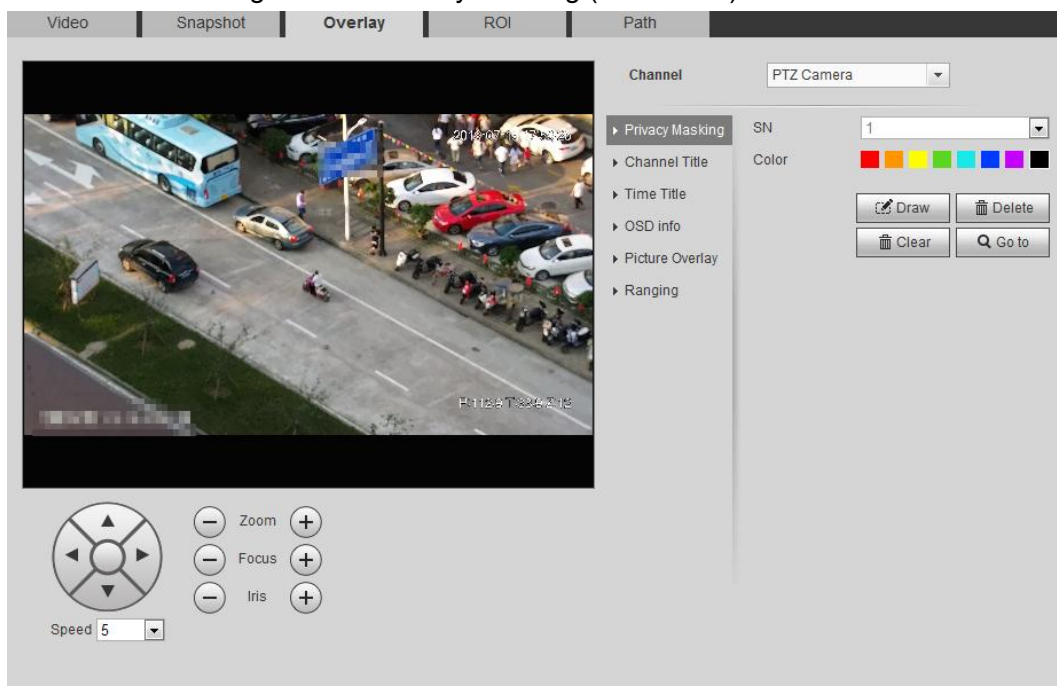 Video Snapshot Overlay ROI Path
Channel PTZ Camera
Privacy Masking
Channel Title
Time Title
OSD info
Picture Overlay
Ranging
SN 1
Color
Draw Delete
Clear Go to
Zoom
Focus
Iris
Speed 5